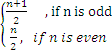 { n+1/2 , if n is odd
n/2, if n is even